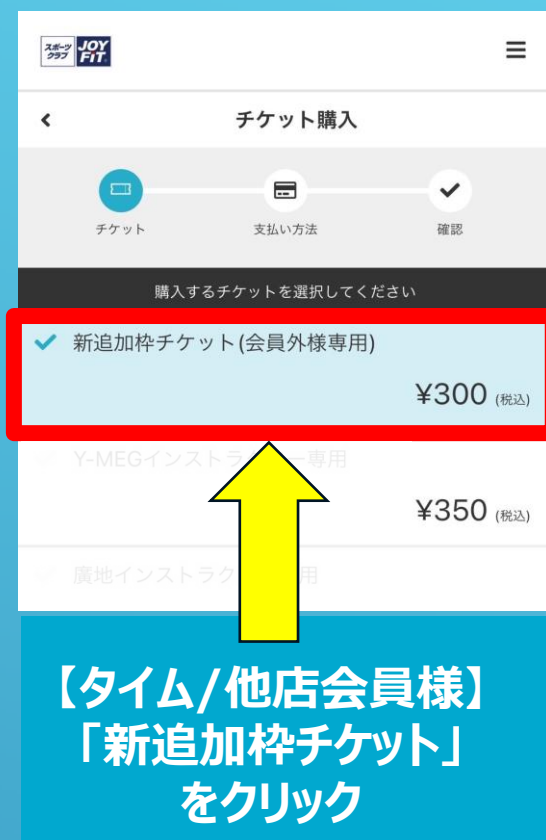 スポーツ
クラブ
JOY
FIT
チケット購入
チケット
支払い方法
確認
購入するチケットを選択してください
新追加枠チケット(会員外様専用)
¥300 (税込)
Y-MEGインストラ 専用
¥350 (税込)
廣地インストラク 用
【タイム/他店会員様】
「新追加枠チケット」
をクリック